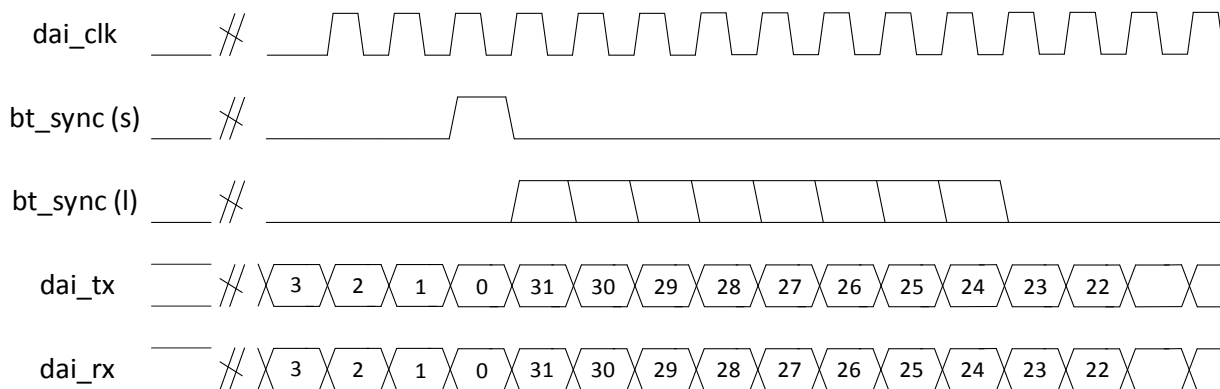 dai_clk
bt_sync (s)
bt_sync (l)
dai_tx 3 2 1 0 31 30 29 28 27 26 25 24 23 22
dai_rx 3 2 1 0 31 30 29 28 27 26 25 24 23 22